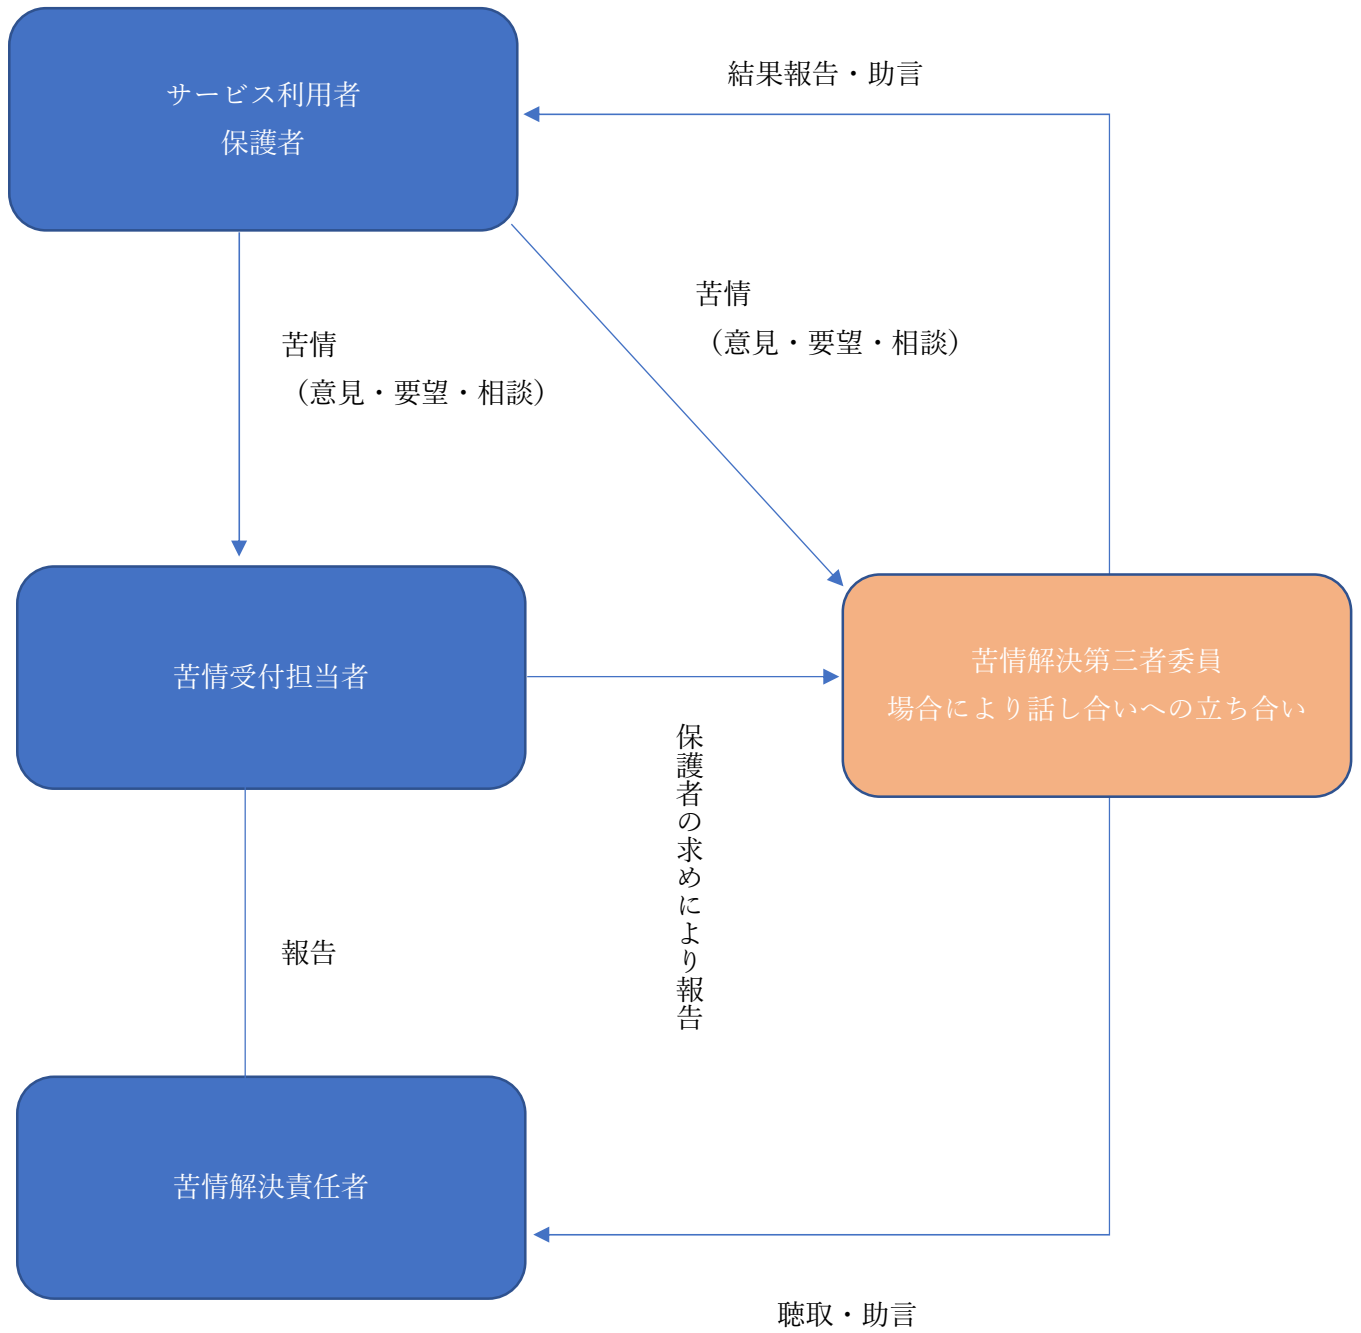 サービス利用者
保護者
結果報告・助言
苦情
（意見・要望・相談）
苦情
（意見・要望・相談）
苦情受付担当者
苦情解決第三者委員
場合により話し合いへの立ち合い
保護者の求めにより報告
報告
苦情解決責任者
聴取・助言